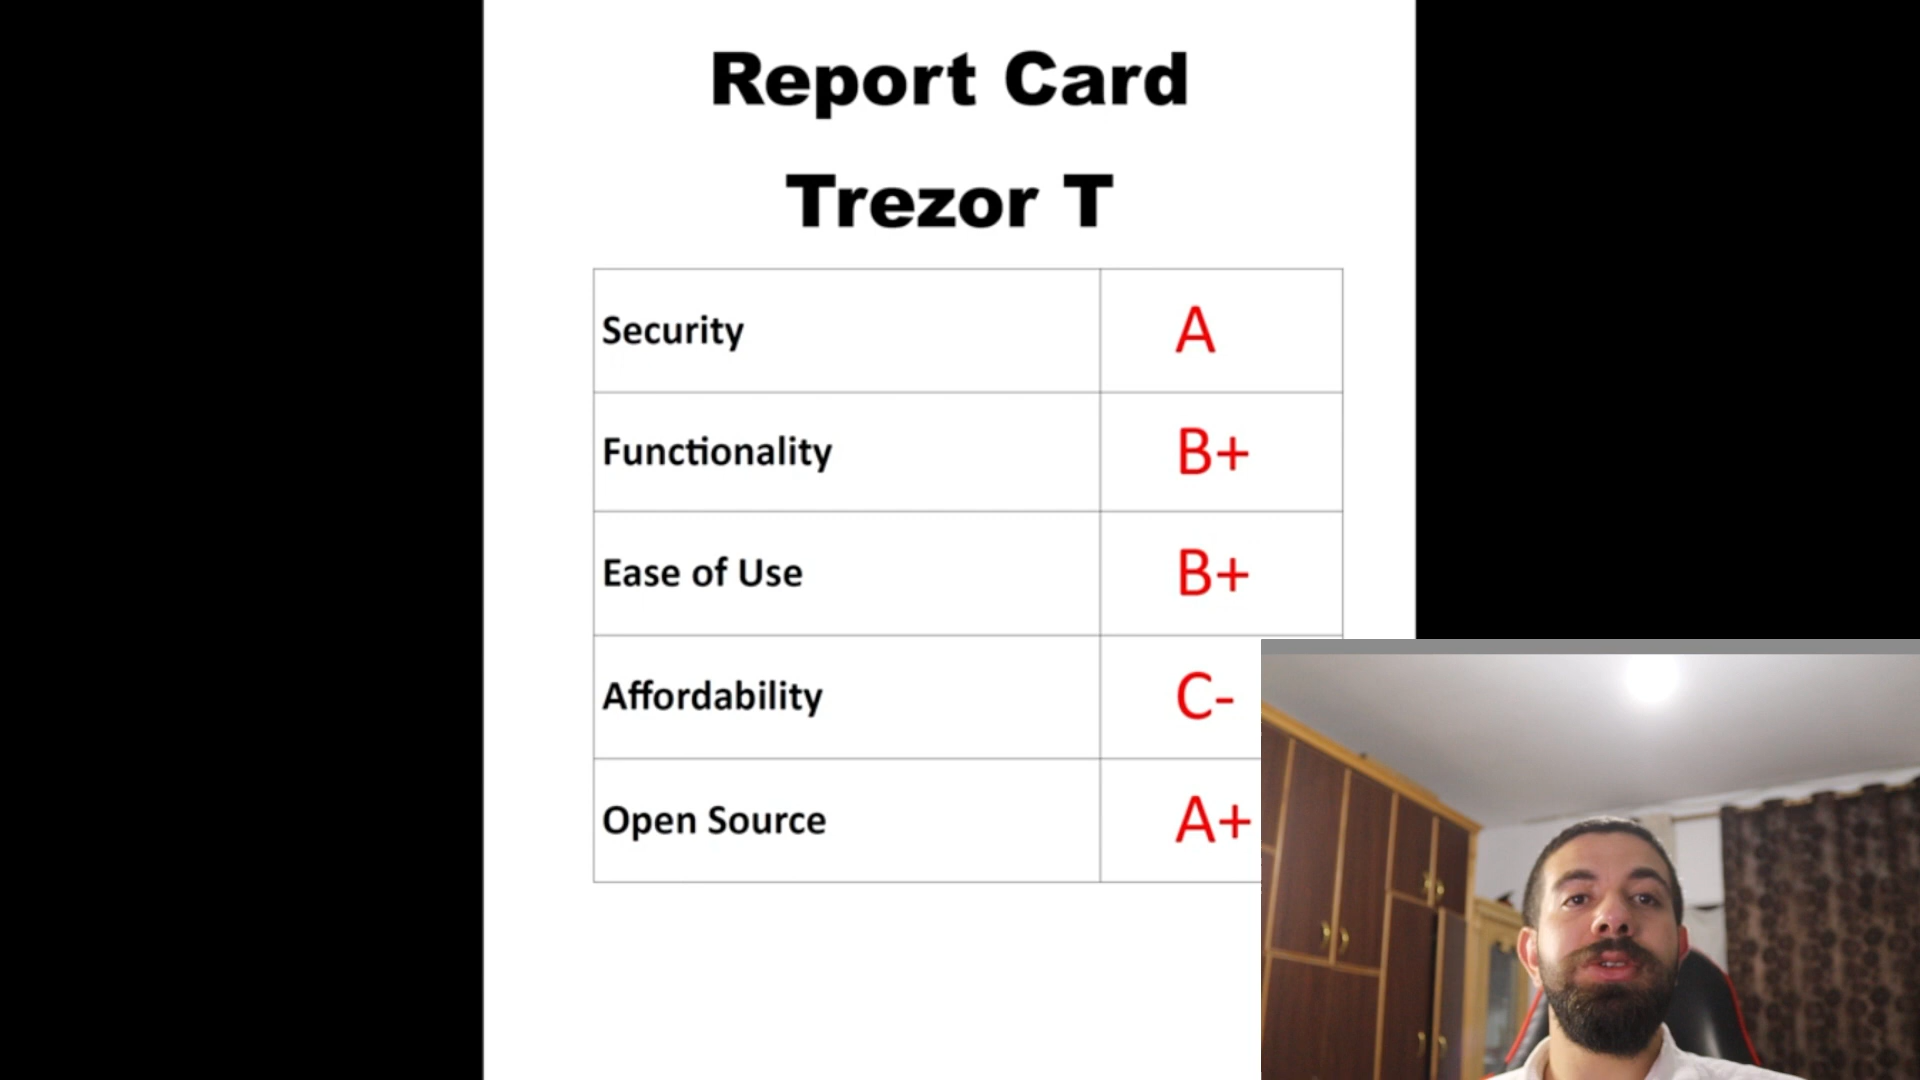 Report Card
Trezor T
Security A
Functionality B+
Ease of Use B+
Affordability C-
Open Source A+